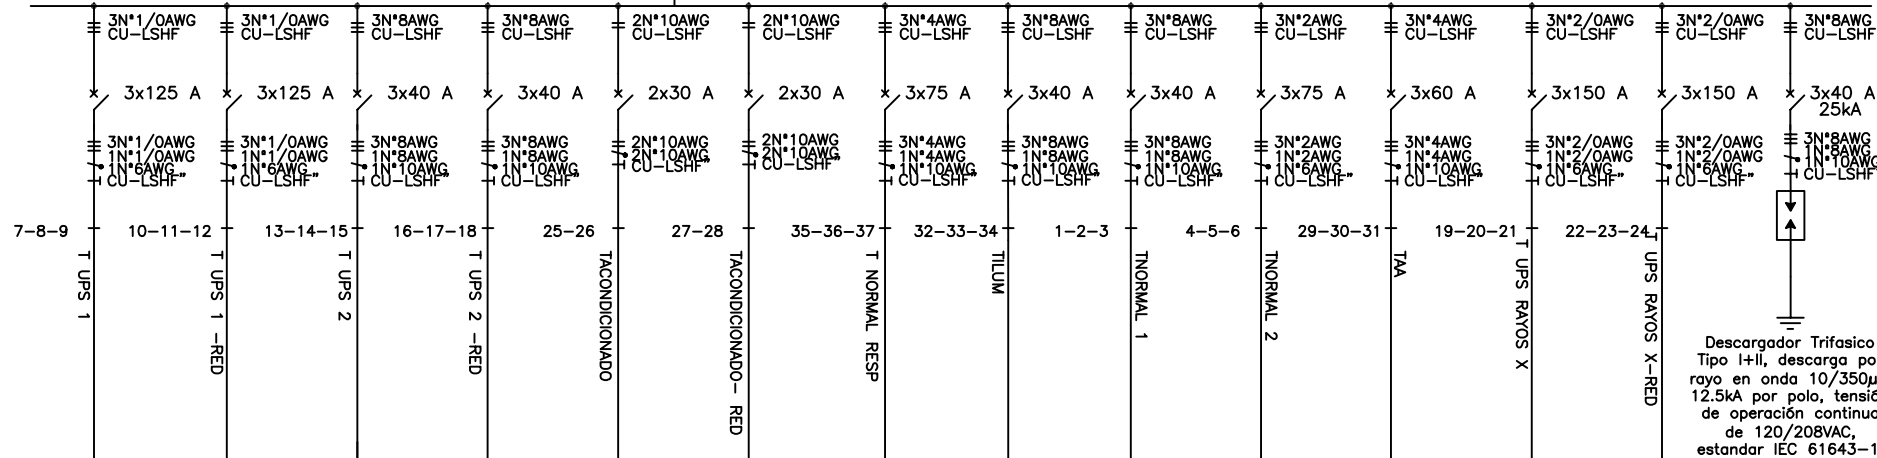 3N°1/0AWG
CU-LSHF
3N°1/0AWG
CU-LSHF
3N°8AWG
CU-LSHF
3N°8AWG
CU-LSHF
2N°10AWG
CU-LSHF
2N°10AWG
CU-LSHF
3N°4AWG
CU-LSHF
3N°8AWG
CU-LSHF
3N°8AWG
CU-LSHF
3N°2AWG
CU-LSHF
3N°4AWG
CU-LSHF
3N°2/0AWG
CU-LSHF
3N°2/0AWG
CU-LSHF
3N°8AWG
CU-LSHF
3x125 A
3x125 A
3x40 A
3x40 A
2x30 A
2x30 A
3x75 A
3x40 A
3x40 A
3x75 A
3x60 A
3x150 A
3x150 A
3x40 A
25kA
3N°1/0AWG
1N°1/0AWG
1N°6AWG
CU-LSHF"
3N°1/0AWG
1N°1/0AWG
1N°6AWG
CU-LSHF"
3N°8AWG
1N°8AWG
1N°10AWG
CU-LSHF"
3N°8AWG
1N°8AWG
1N°10AWG
CU-LSHF"
2N°10AWG
2N°10AWG
CU-LSHF"
2N°10AWG
2N°10AWG
CU-LSHF"
3N°4AWG
1N°4AWG
1N°10AWG
CU-LSHF"
3N°8AWG
1N°8AWG
1N°10AWG
CU-LSHF"
3N°8AWG
1N°8AWG
1N°10AWG
CU-LSHF"
3N°2AWG
1N°2AWG
1N°6AWG
CU-LSHF"
3N°4AWG
1N°4AWG
1N°10AWG
CU-LSHF"
3N°2/0AWG
1N°2/0AWG
1N°6AWG
CU-LSHF"
3N°2/0AWG
1N°2/0AWG
1N°6AWG
CU-LSHF"
3N°8AWG
1N°8AWG
1N°10AWG
CU-LSHF"
7-8-9
10-11-12
13-14-15
16-17-18
25-26
27-28
35-36-37
32-33-34
1-2-3
4-5-6
29-30-31
19-20-21
22-23-24
T UPS 1
T UPS 1 -RED
T UPS 2
T UPS 2 -RED
TACONDICIONADO
TACONDICIONADO- RED
T NORMAL RESP
TILUM
TNORMAL 1
TNORMAL 2
TAA
T UPS RAYOS X
T UPS RAYOS X-RED
Descargador Trifasico
Tipo I+II, descarga po
rayo en onda 10/350µ
12.5kA por polo, tensió
de operación continua
de 120/208VAC,
estandar IEC 61643-1